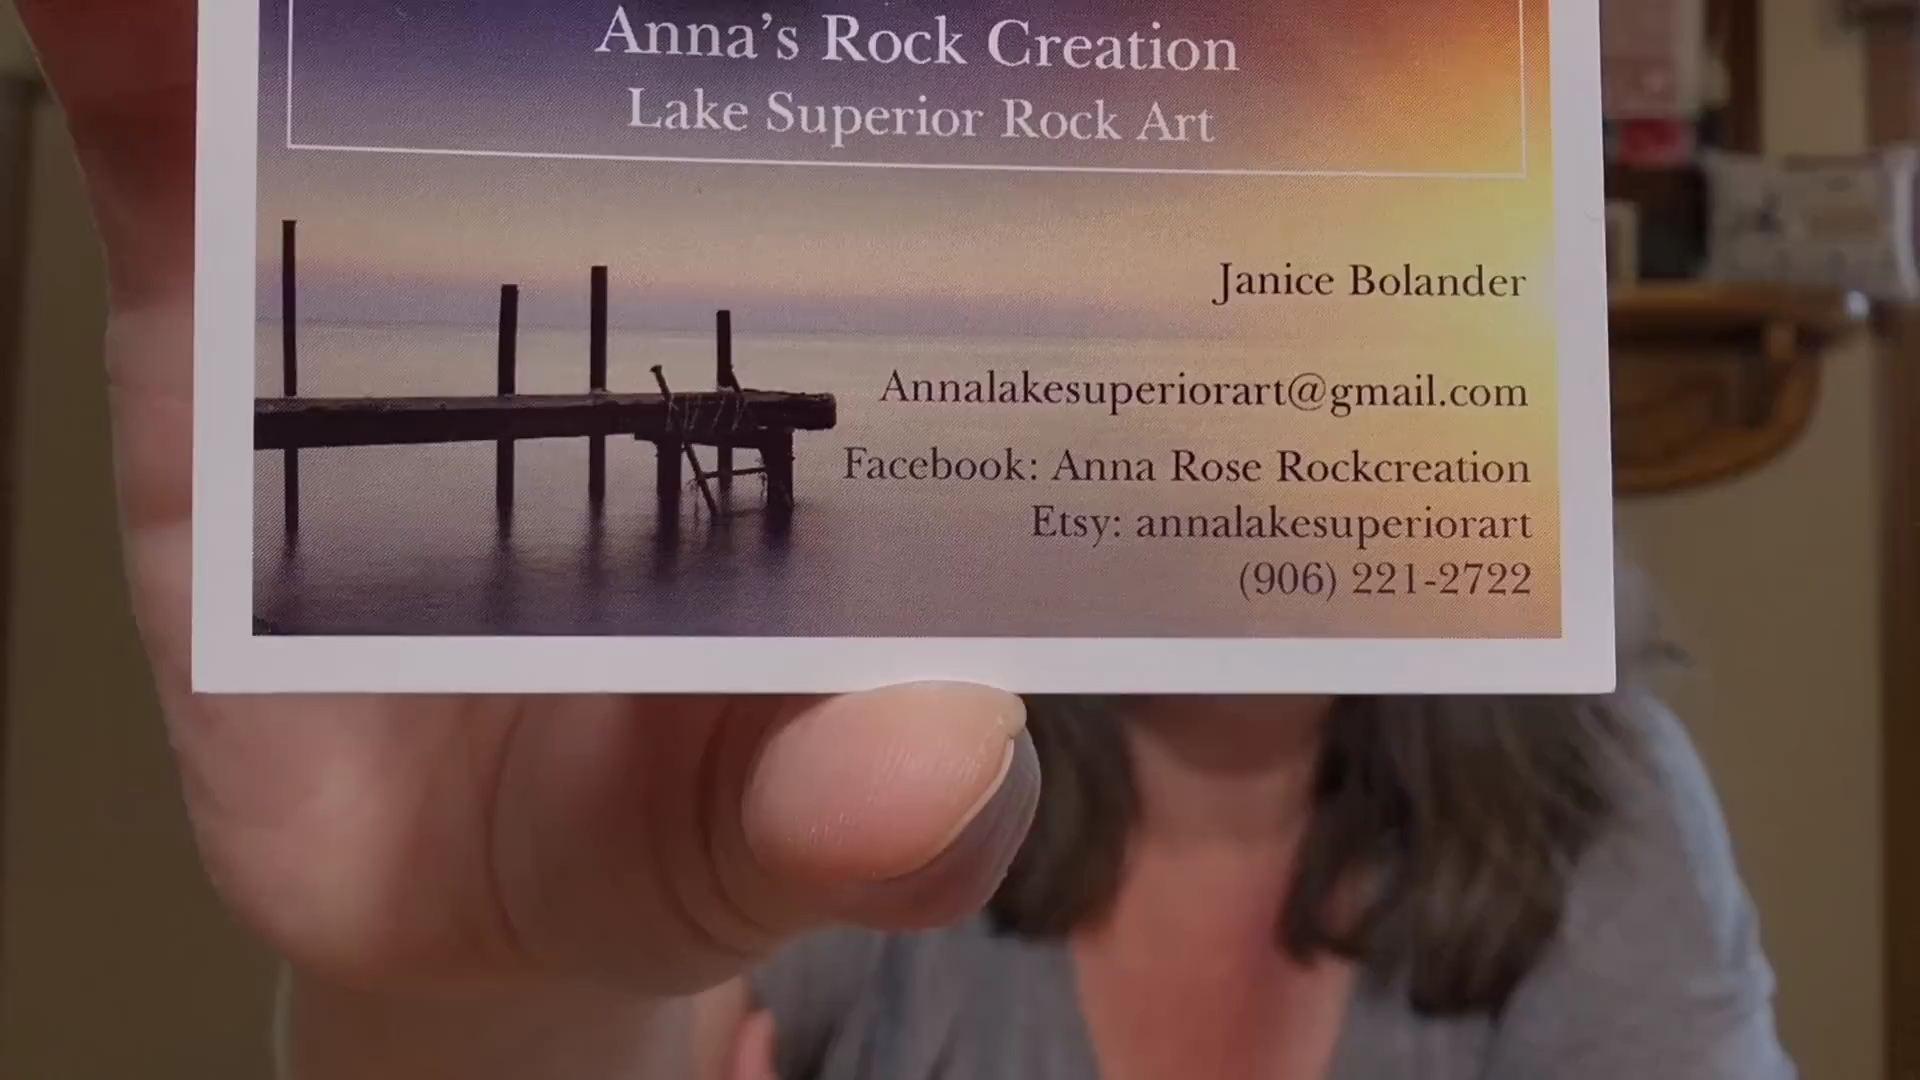 Anna's Rock Creation
Lake Superior Rock Art
Janice Bolander
Annalakesuperiorart@gmail.com
Facebook: Anna Rose Rockcreation
Etsy: annalakesuperiorart
(906) 221-2722